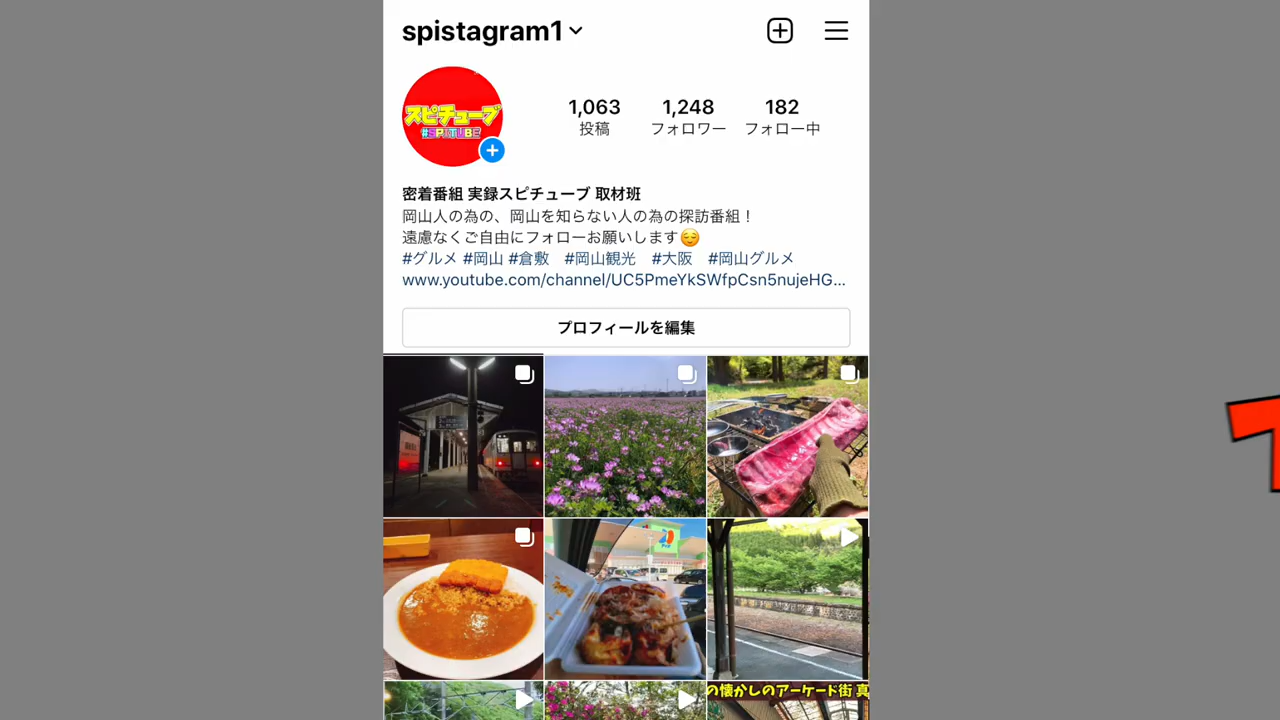 spistagram1
スピチューブ
#SPITUBE
1,063
投稿
1,248
フォロワー
182
フォロー中
密着番組 実録スピチューブ 取材班
岡山人の為の、岡山を知らない人の為の探訪番組！
遠慮なくご自由にフォローお願いします😌
#グルメ #岡山 #倉敷　#岡山観光　#大阪　#岡山グルメ
www.youtube.com/channel/UC5PmeYkSWfpCsn5nujeHG...
プロフィールを編集
の懐かしのアーケード街 真